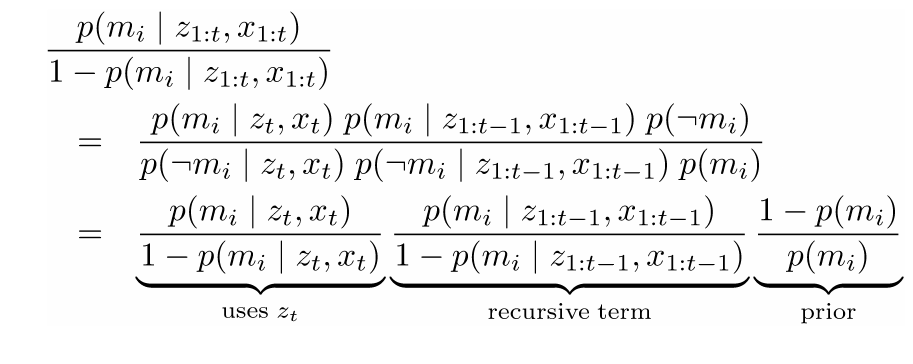 p(m_i | z_{1:t}, x_{1:t})
1 − p(m_i | z_{1:t}, x_{1:t})
= p(m_i | z_t, x_t) p(m_i | z_{1:t−1}, x_{1:t−1}) p(¬m_i)
p(¬m_i | z_t, x_t) p(¬m_i | z_{1:t−1}, x_{1:t−1}) p(m_i)
= p(m_i | z_t, x_t) p(m_i | z_{1:t−1}, x_{1:t−1}) 1 − p(m_i)
1 − p(m_i | z_t, x_t) 1 − p(m_i | z_{1:t−1}, x_{1:t−1}) p(m_i)
uses z_t recursive term prior